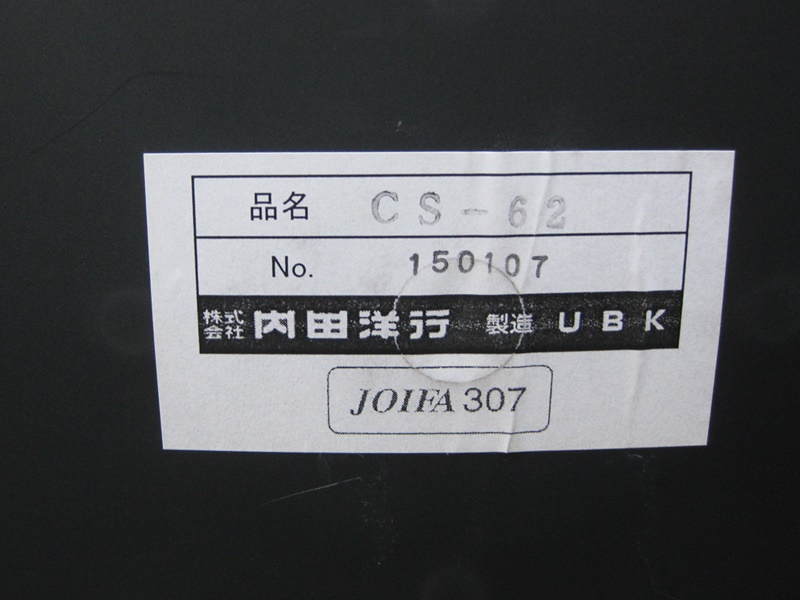 品名 CS-62
No. 150107
株式会社 内田洋行 製造 UBK
JOIFA 307